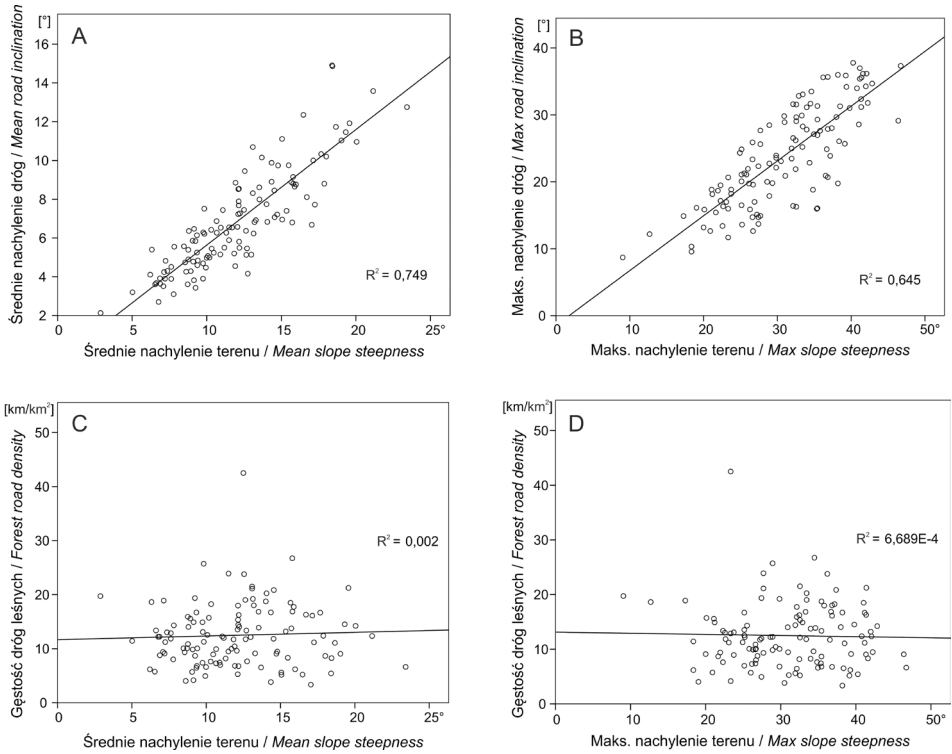 [°]
A
16
14
12
10
8
6
4
2
0
5
10
15
20
25°
Średnie nachylenie dróg / Mean road inclination
R² = 0,749
Średnie nachylenie terenu / Mean slope steepness
[°]
B
40
30
20
10
0
0
10
20
30
40
50°
Maks. nachylenie dróg / Max road inclination
R² = 0,645
Maks. nachylenie terenu / Max slope steepness
[km/km²]
C
50
40
30
20
10
0
0
5
10
15
20
25°
Gęstość dróg leśnych / Forest road density
R² = 0,002
Średnie nachylenie terenu / Mean slope steepness
[km/km²]
D
50
40
30
20
10
0
0
10
20
30
40
50°
Gęstość dróg leśnych / Forest road density
R² = 6,689E-4
Maks. nachylenie terenu / Max slope steepness